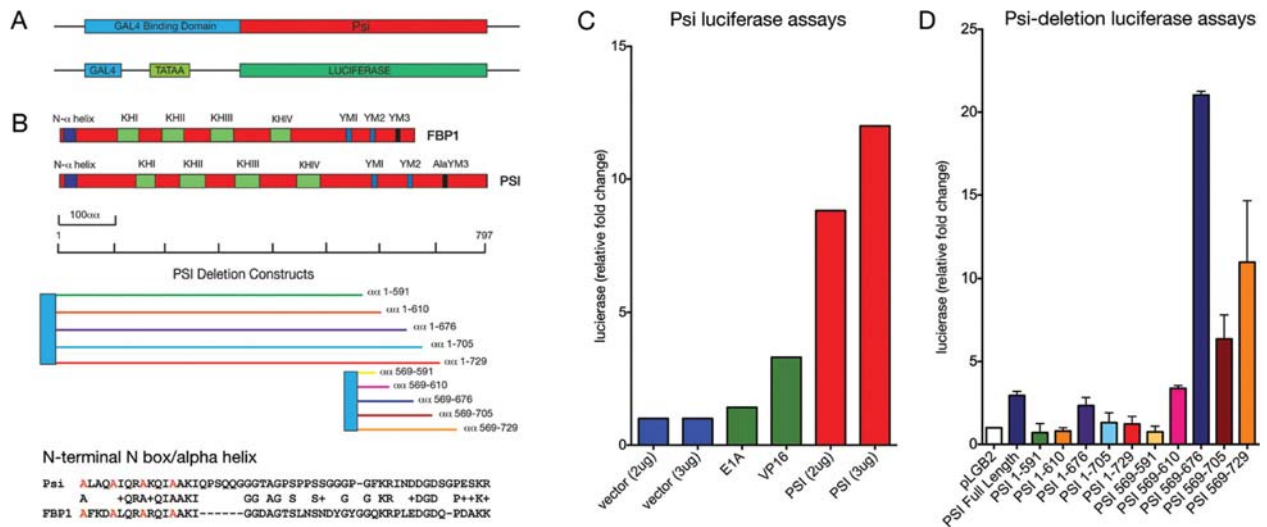 A
GAL4 Binding Domain
Psi
GAL4
TATAA
LUCIFERASE
B
N-α helix KHI KHII KHIII KHIV YMI YM2 YM3
FBP1
N-α helix KHI KHII KHIII KHIV YMI YM2 AlaYM3
PSI
100αα
1
797
PSI Deletion Constructs
αα 1-591
αα 1-610
αα 1-676
αα 1-705
αα 1-729
αα 569-591
αα 569-610
αα 569-676
αα 569-705
αα 569-729
N-terminal N box/alpha helix
Psi ALAQAIQRAKQIAAKIQPSQQGGGTAGPSPPSSGGGP-GFKRINDDGDSGPESKR
A +QRA+QIAAKI GG AG S S GG G KR +DGD P++K+
FBP1 AFKDALQRARQIAAKI------GGDAGTSLNSNDYGYGGQKRPLEDGDQ-PDAKK
C
Psi luciferase assays
lucierase (relative fold change)
15
10
5
0
vector (2ug)
vector (3ug)
E1A
VP16
PSI (2ug)
PSI (3ug)
D
Psi-deletion luciferase assays
lucierase (relative fold change)
25
20
15
10
5
0
pLGB2
PSI Full Length
PSI 1-591
PSI 1-610
PSI 1-676
PSI 1-705
PSI 1-729
PSI 569-591
PSI 569-610
PSI 569-676
PSI 569-705
PSI 569-729